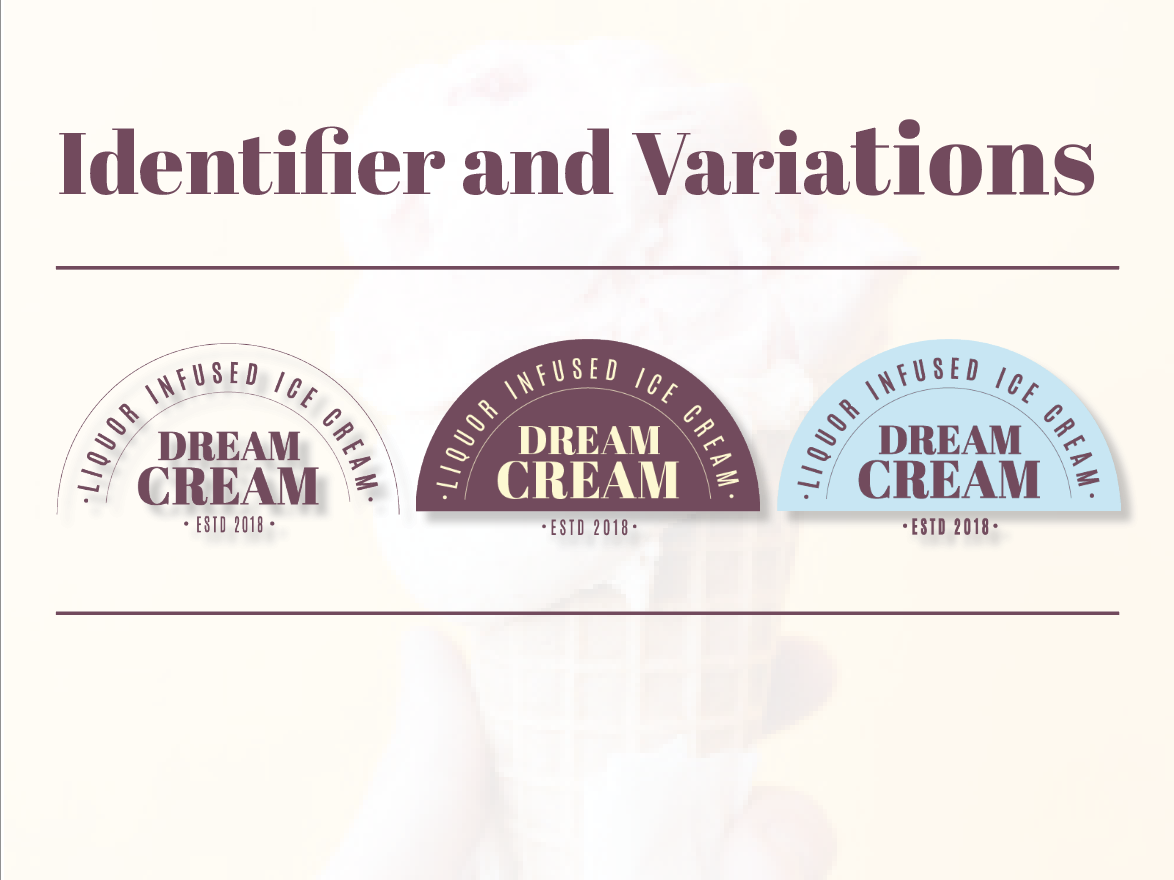 Identifier and Variations
LIQUOR INFUSED ICE CREAM
DREAM
CREAM
• ESTD 2018 •
LIQUOR INFUSED ICE CREAM
DREAM
CREAM
• ESTD 2018 •
LIQUOR INFUSED ICE CREAM
DREAM
CREAM
• ESTD 2018 •